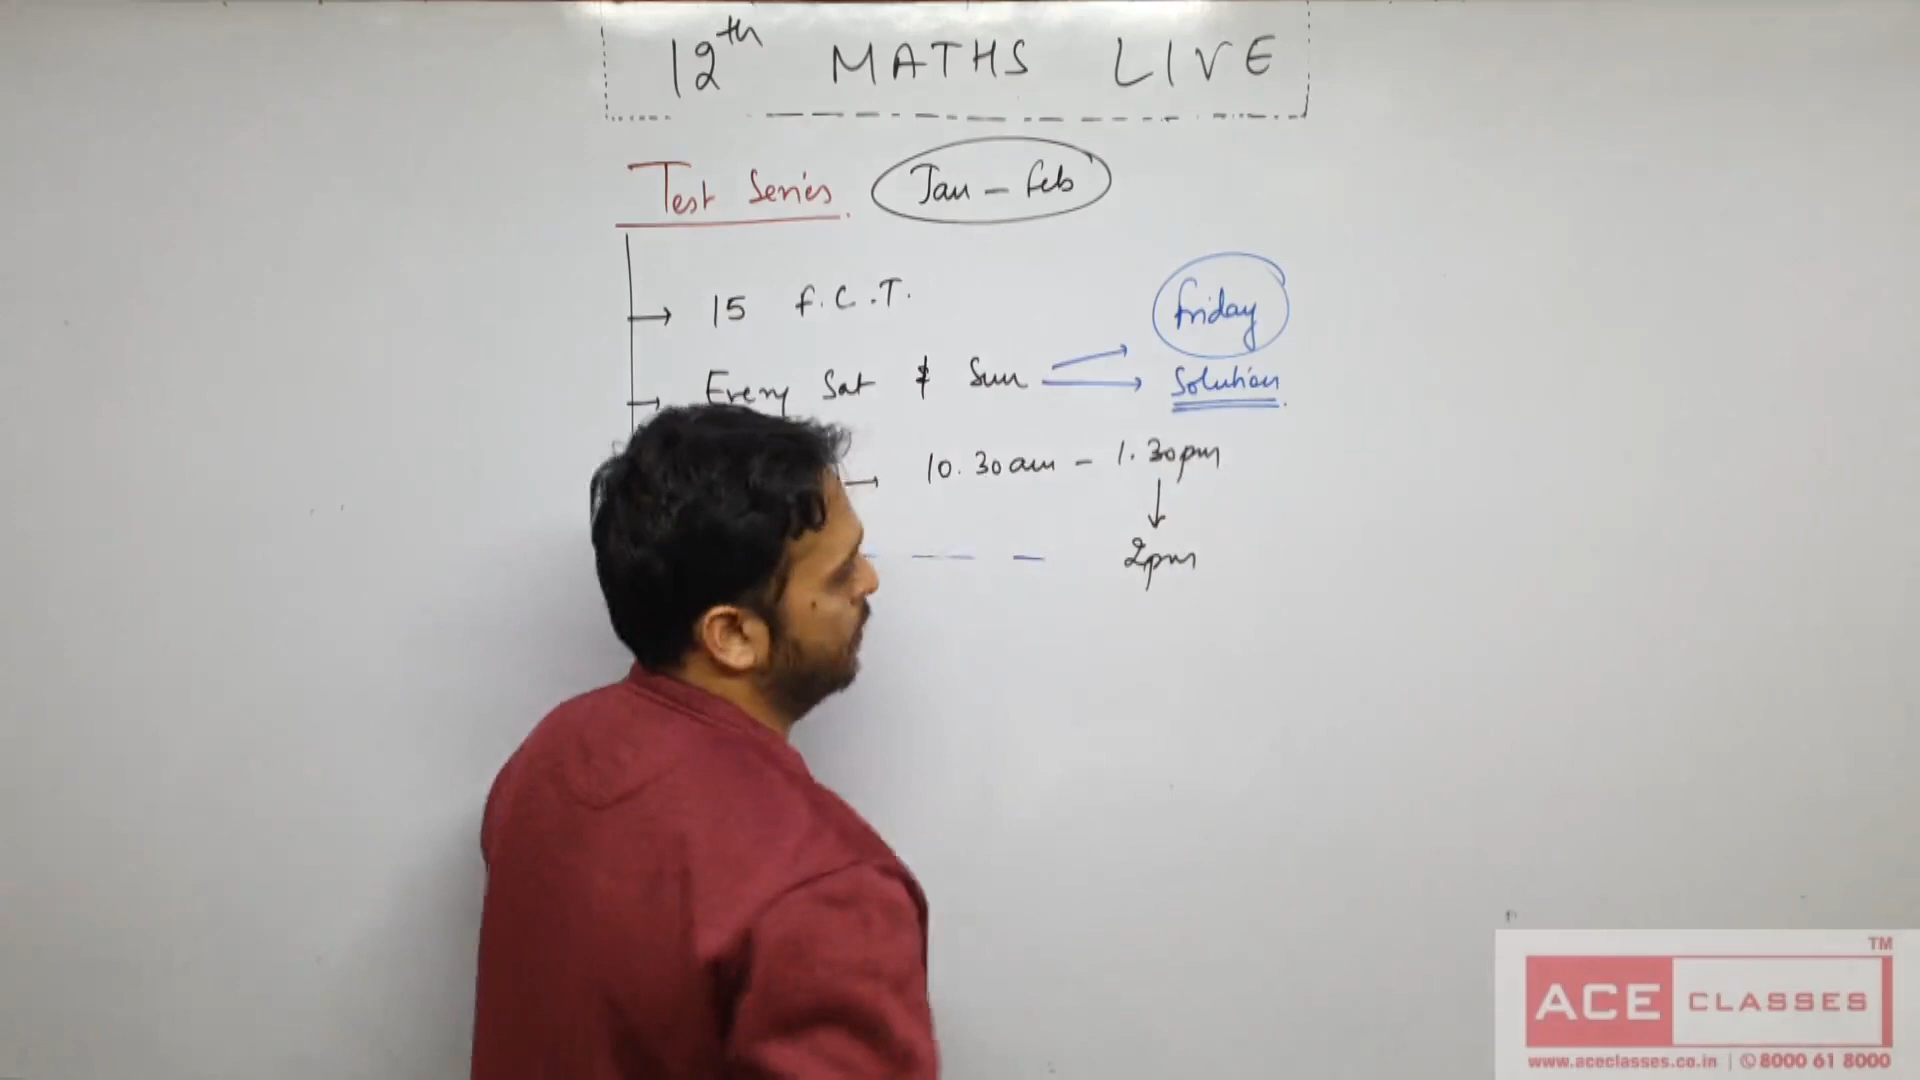 12th MATHS LIVE
Test Series. Jan - Feb
15 F.C.T.
Friday
Every Sat & Sun
Solution.
10.30am - 1.30pm
2pm
TM
ACE CLASSES
www.aceclasses.co.in | 8000 61 8000